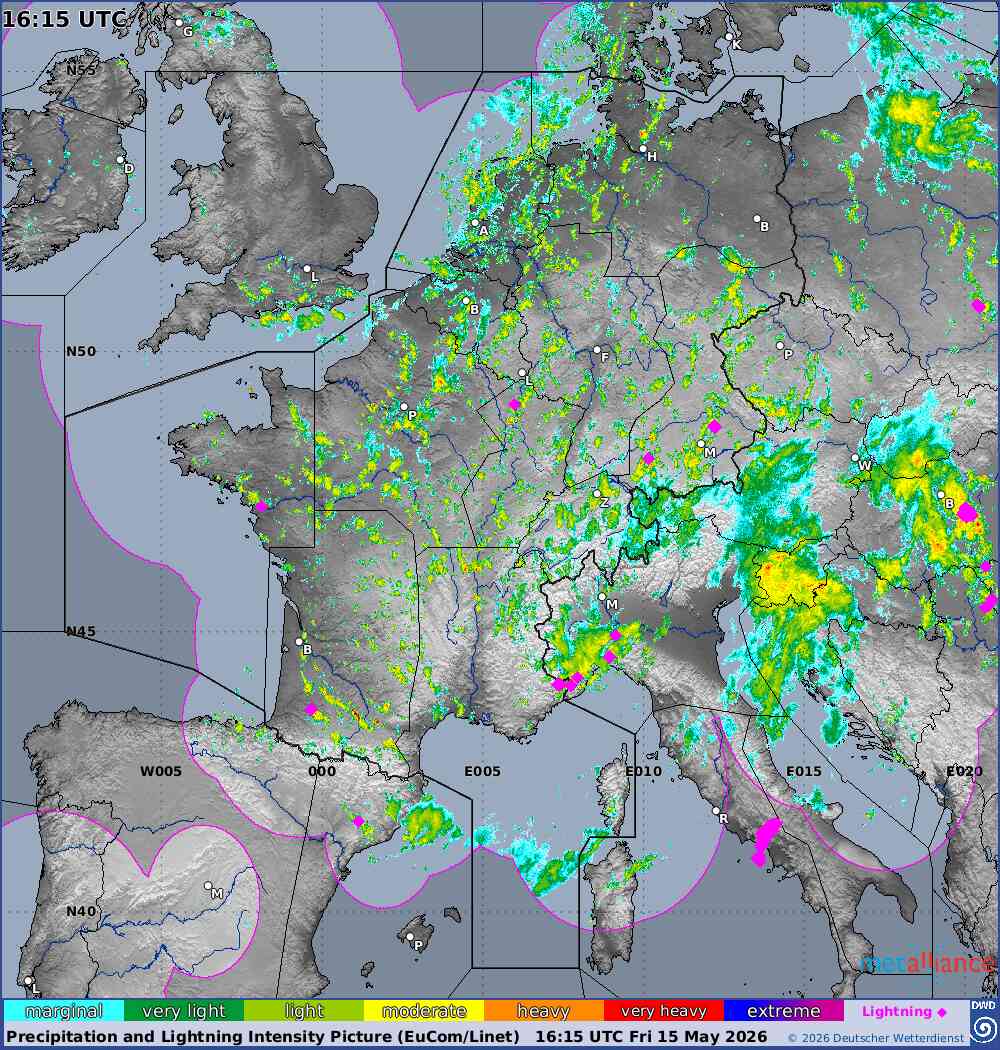 16:15 UTC
G
K
N55
D
H
A
B
L
B
N50
F
P
L
P
M
W
Z
B
M
N45
B
W005
000
E005
E010
E015
E020
R
M
N40
P
L
metalliance
marginal very light light moderate heavy very heavy extreme Lightning
DWD
Precipitation and Lightning Intensity Picture (EuCom/Linet) 16:15 UTC Fri 15 May 2026 © 2026 Deutscher Wetterdienst